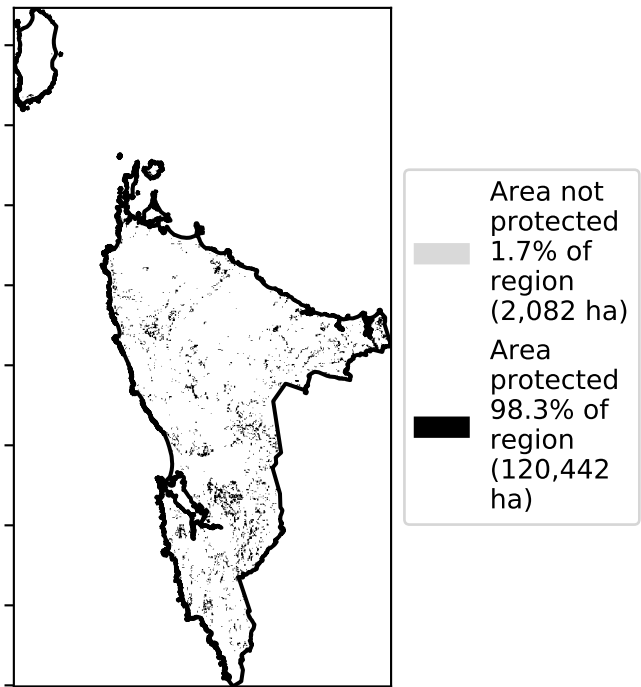 Area not
protected
1.7% of
region
(2,082 ha)
Area
protected
98.3% of
region
(120,442
ha)